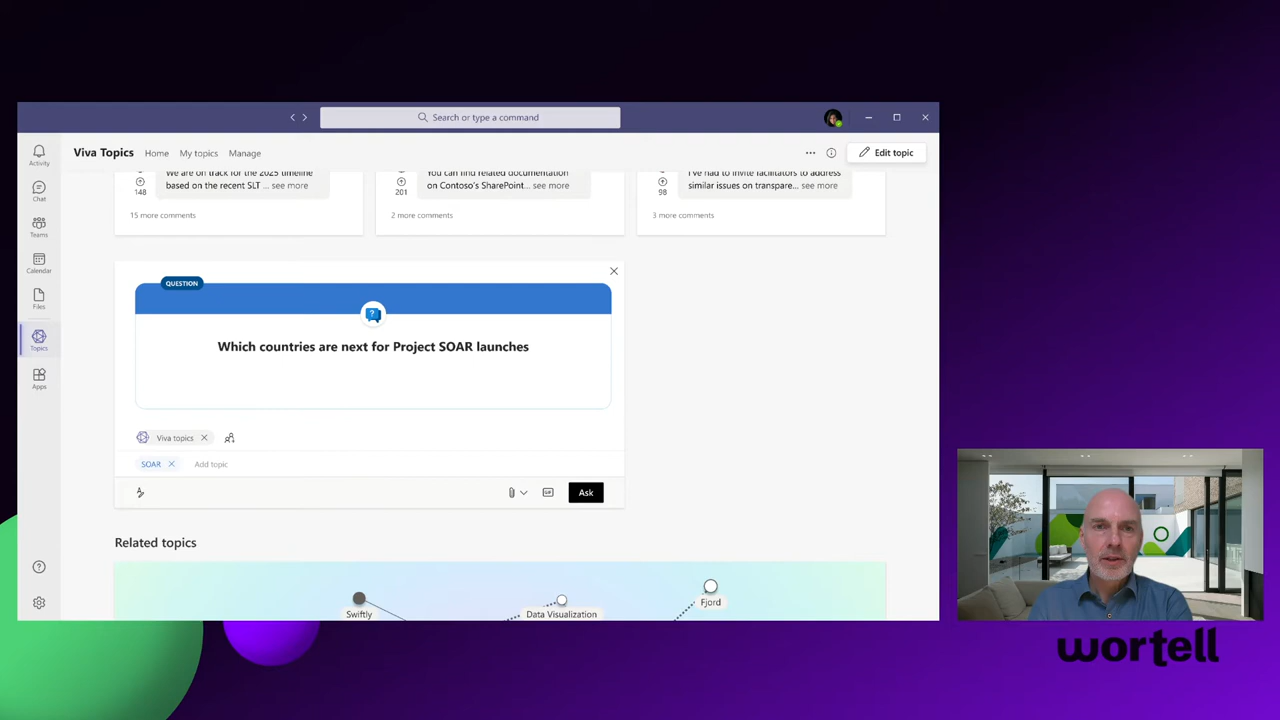 Search or type a command
Viva Topics Home My topics Manage Edit topic
Activity
Chat
Teams
Calendar
Files
Topics
Apps
We are on track for the 2025 timeline
based on the recent SLT ... see more
148
15 more comments
You can find related documentation
on Contoso's SharePoint... see more
201
2 more comments
I've had to invite facilitators to address
similar issues on transpare... see more
98
3 more comments
QUESTION
Which countries are next for Project SOAR launches
Viva topics
SOAR Add topic
GIF
Ask
Related topics
Swiftly
Data Visualization
Fjord
wortell